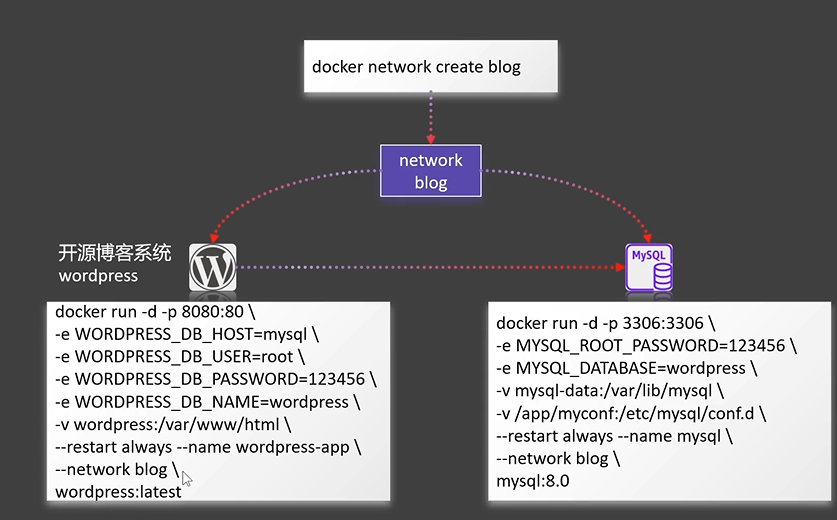 docker network create blog
network
blog
开源博客系统
wordpress
MySQL
docker run -d -p 8080:80 \
-e WORDPRESS_DB_HOST=mysql \
-e WORDPRESS_DB_USER=root \
-e WORDPRESS_DB_PASSWORD=123456 \
-e WORDPRESS_DB_NAME=wordpress \
-v wordpress:/var/www/html \
--restart always --name wordpress-app \
--network blog \
wordpress:latest
docker run -d -p 3306:3306 \
-e MYSQL_ROOT_PASSWORD=123456 \
-e MYSQL_DATABASE=wordpress \
-v mysql-data:/var/lib/mysql \
-v /app/myconf:/etc/mysql/conf.d \
--restart always --name mysql \
--network blog \
mysql:8.0